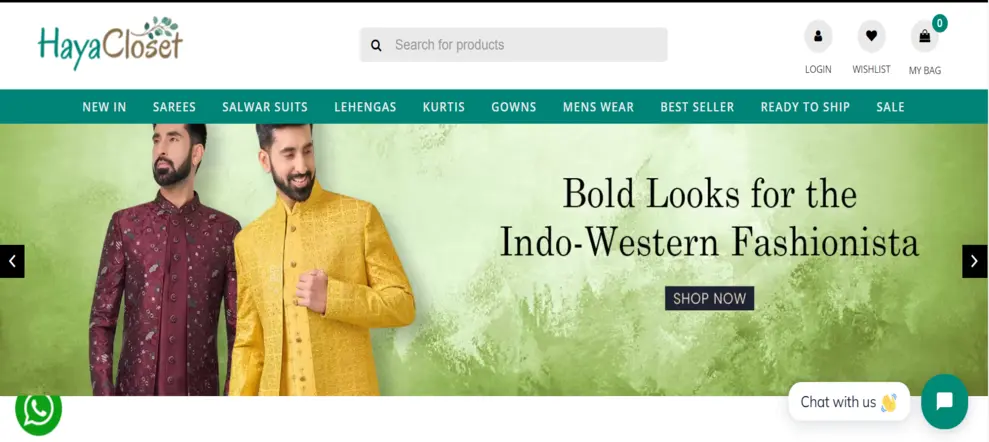 HayaCloset
Search for products
0
LOGIN
WISHLIST
MY BAG
NEW IN
SAREES
SALWAR SUITS
LEHENGAS
KURTIS
GOWNS
MENS WEAR
BEST SELLER
READY TO SHIP
SALE
Bold Looks for the
Indo-Western Fashionista
SHOP NOW
Chat with us 👋